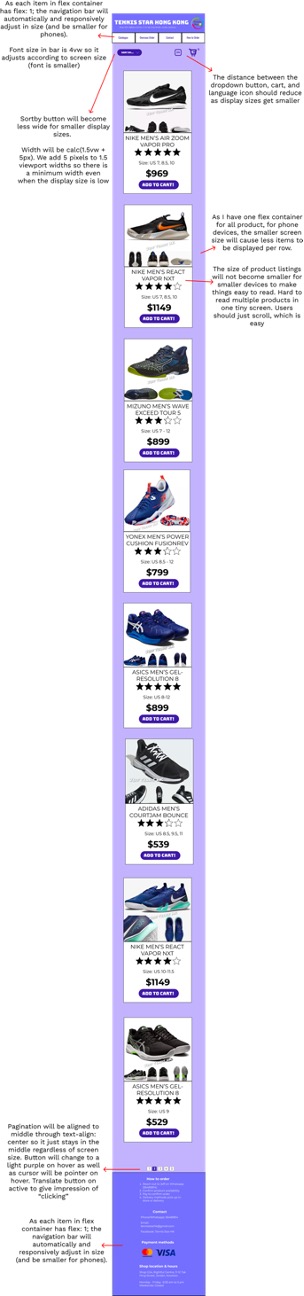 As each item in flex container
has flex: 1; the navigation bar will
automatically and responsively
adjust in size (and be smaller for
phones).
Font size in bar is 4vw so it
adjusts according to screen size
(font is smaller)
TENNIS STAR HONG KONG
The distance between the
dropdown button, cart, and
language icon should reduce
as display sizes get smaller
Sortby button will become
less wide for smaller display
sizes.
Width will be calc(1.5vw +
5px). We add 5 pixels to 1.5
viewport widths so there is
a minimum width even
when the display size is low
NIKE MEN'S AIR ZOOM
VAPOR PRO
Size: US 7, 8.5, 10
$969
ADD TO CART!
As I have one flex container
for all product, for phone
devices, the smaller screen
size will cause less items to
be displayed per row.
The size of product listings
will not become smaller for
smaller devices to make
things easy to read. Hard to
read multiple products in
one tiny screen. Users
should just scroll, which is
easy
NIKE MEN'S REACT
VAPOR NXT
Size: US 7, 8.5, 10
$1149
ADD TO CART!
MIZUNO MEN'S WAVE
EXCEED TOUR 5
Size: US 7 - 12
$899
ADD TO CART!
YONEX MEN'S POWER
CUSHION FUSIONREV
Size: US 8.5 - 12
$799
ADD TO CART!
ASICS MEN'S GEL-
RESOLUTION 8
Size: US 8-12
$899
ADD TO CART!
ADIDAS MEN'S
COURTJAM BOUNCE
Size: US 8.5, 9.5, 11
$539
ADD TO CART!
NIKE MEN'S REACT
VAPOR NXT
Size: US 10-11.5
$1149
ADD TO CART!
ASICS MEN'S GEL-
RESOLUTION 8
Size: US 9
$529
ADD TO CART!
Pagination will be aligned to
middle through text-align:
center so it just stays in the
middle regardless of screen
size. Button will change to a
light purple on hover as well
as cursor will be pointer on
hover. Translate button on
active to give impression of
"clicking"
As each item in flex
container has flex: 1; the
navigation bar will
automatically and
responsively adjust in size
(and be smaller for phones).
How to order
Contact
Payment methods
VISA
Shop location & hours